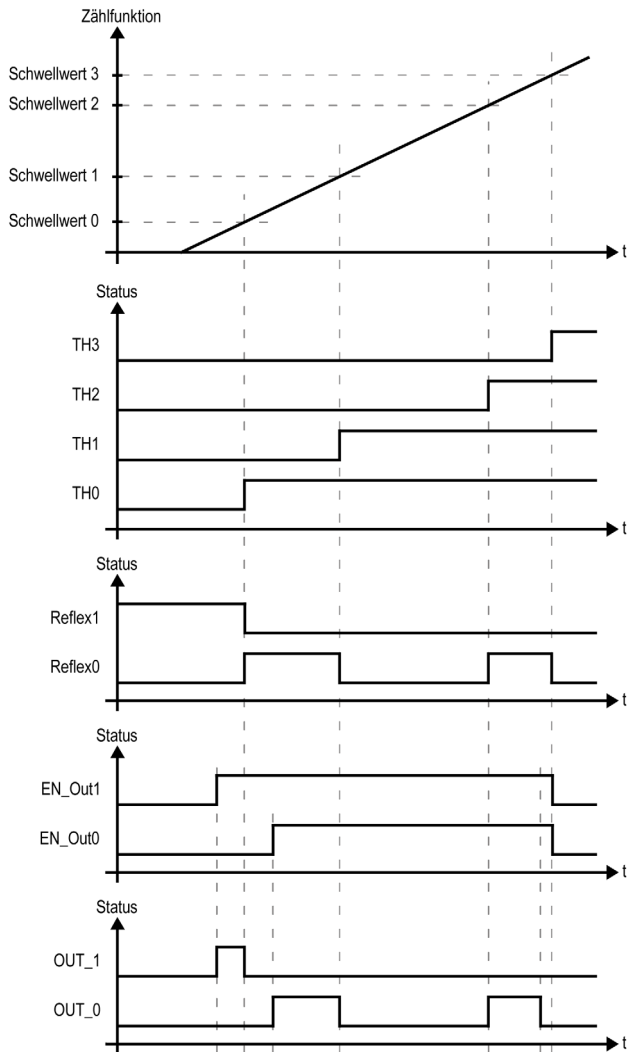 Zählfunktion
Schwellwert 3
Schwellwert 2
Schwellwert 1
Schwellwert 0
t
Status
TH3
TH2
TH1
TH0
t
Status
Reflex1
Reflex0
t
Status
EN_Out1
EN_Out0
t
Status
OUT_1
OUT_0
t